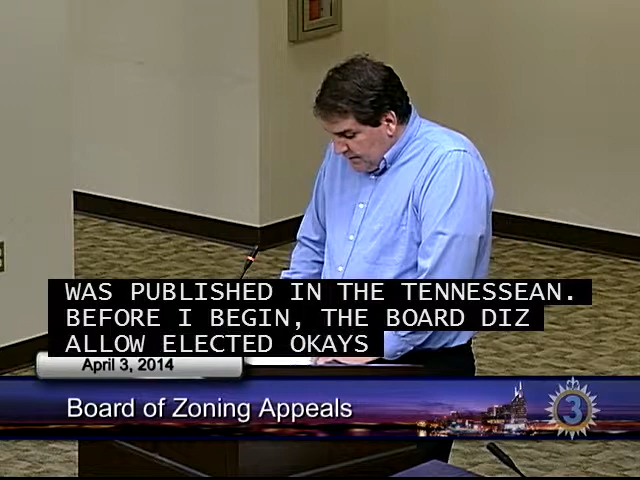 WAS PUBLISHED IN THE TENNESSEAN.
BEFORE I BEGIN, THE BOARD DIZ
ALLOW ELECTED OKAYS
April 3, 2014
Board of Zoning Appeals
3